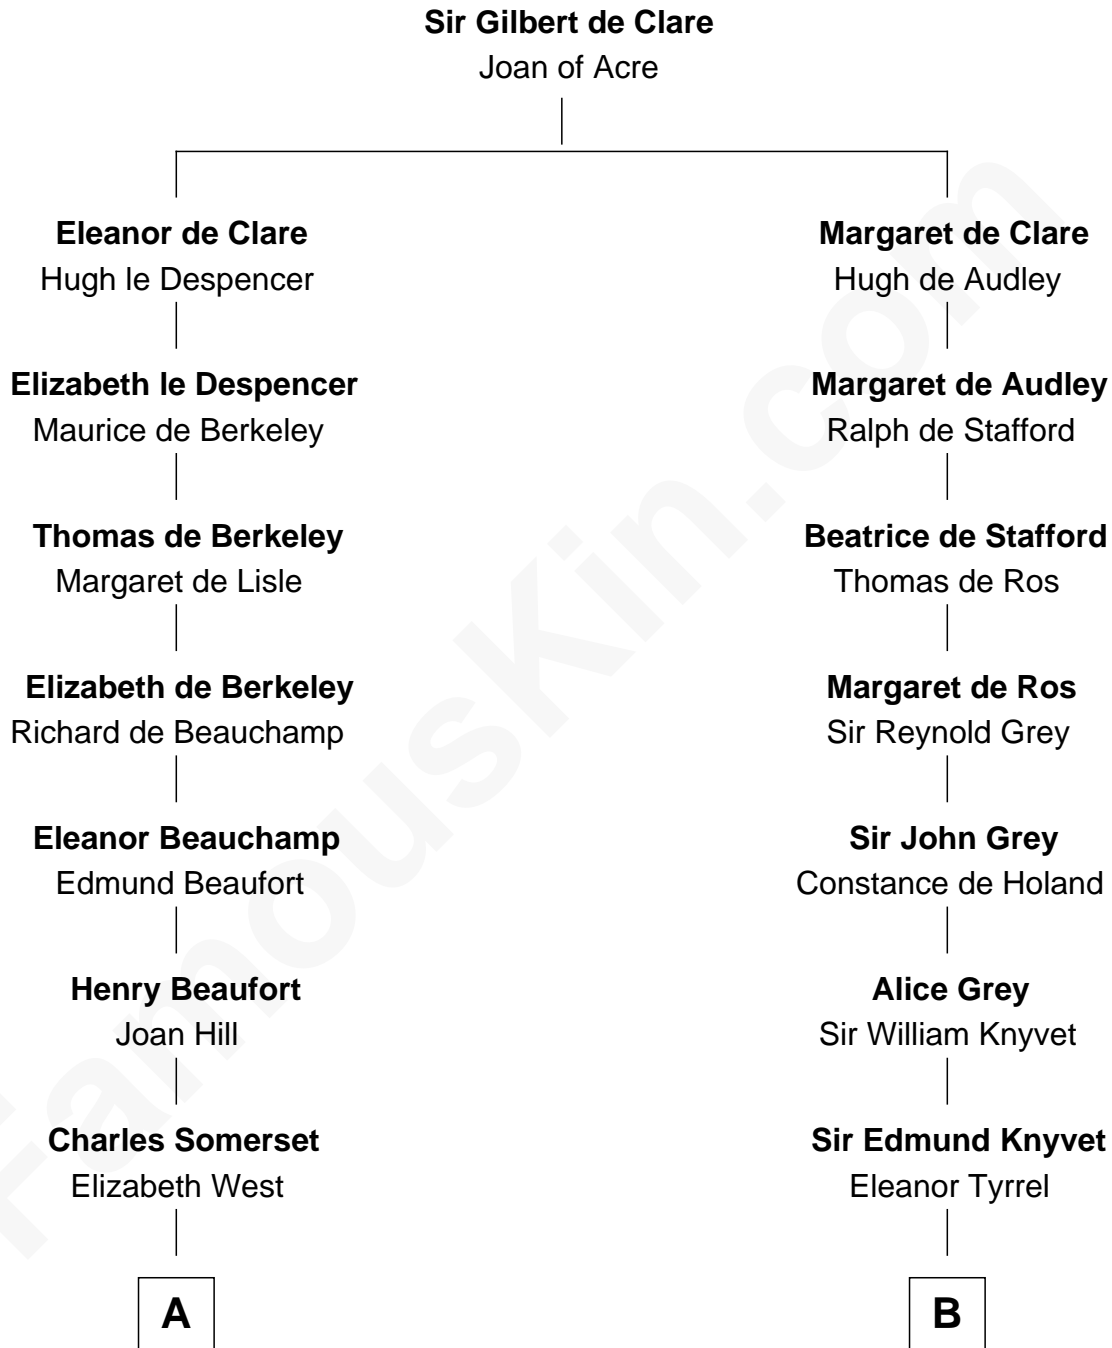 Sir Gilbert de Clare
Joan of Acre
Eleanor de Clare
Hugh le Despencer
Margaret de Clare
Hugh de Audley
Elizabeth le Despencer
Maurice de Berkeley
Margaret de Audley
Ralph de Stafford
Thomas de Berkeley
Margaret de Lisle
Beatrice de Stafford
Thomas de Ros
Elizabeth de Berkeley
Richard de Beauchamp
Margaret de Ros
Sir Reynold Grey
Eleanor Beauchamp
Edmund Beaufort
Sir John Grey
Constance de Holand
Henry Beaufort
Joan Hill
Alice Grey
Sir William Knyvet
Charles Somerset
Elizabeth West
Sir Edmund Knyvet
Eleanor Tyrrel
A
B
FamousKin.com